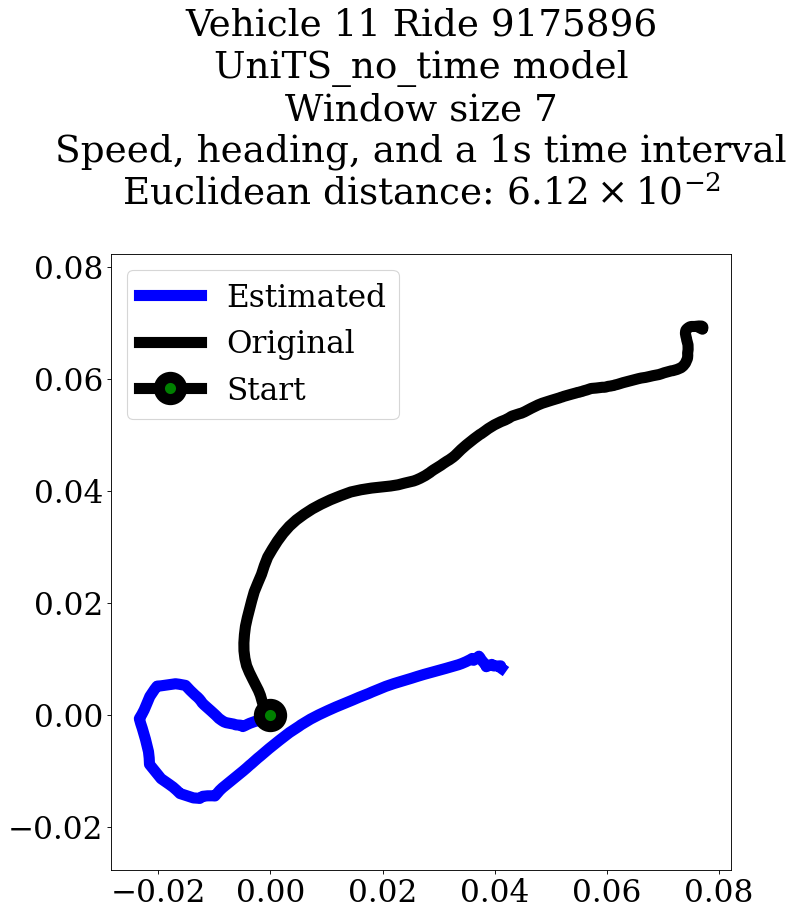 Vehicle 11 Ride 9175896
UniTS_no_time model
Window size 7
Speed, heading, and a 1s time interval
Euclidean distance: 6.12 × 10⁻²
0.08
0.06
0.04
0.02
0.00
−0.02
Estimated
Original
Start
−0.02 0.00 0.02 0.04 0.06 0.08